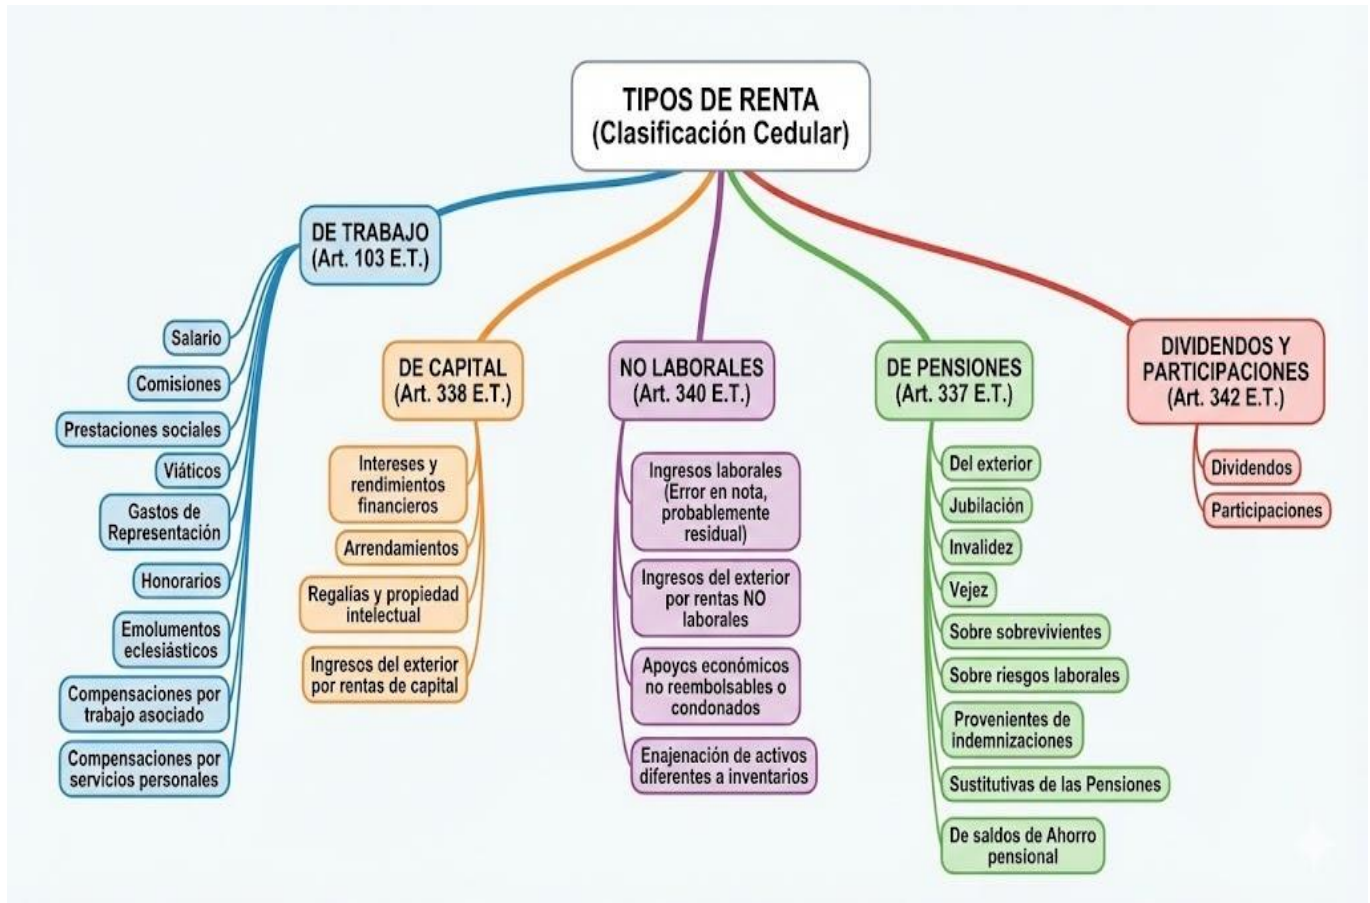 TIPOS DE RENTA
(Clasificación Cedular)
DE TRABAJO
(Art. 103 E.T.)
Salario
Comisiones
Prestaciones sociales
Viáticos
Gastos de
Representación
Honorarios
Emolumentos
eclesiásticos
Compensaciones por
trabajo asociado
Compensaciones por
servicios personales
DE CAPITAL
(Art. 338 E.T.)
Intereses y
rendimientos
financieros
Arrendamientos
Regalías y propiedad
intelectual
Ingresos del exterior
por rentas de capital
NO LABORALES
(Art. 340 E.T.)
Ingresos laborales
(Error en nota,
probablemente
residual)
Ingresos del exterior
por rentas NO
laborales
Apoyos económicos
no reembolsables o
condonados
Enajenación de activos
diferentes a inventarios
DE PENSIONES
(Art. 337 E.T.)
Del exterior
Jubilación
Invalidez
Vejez
Sobre sobrevivientes
Sobre riesgos laborales
Provenientes de
indemnizaciones
Sustitutivas de las Pensiones
De saldos de Ahorro
pensional
DIVIDENDOS Y
PARTICIPACIONES
(Art. 342 E.T.)
Dividendos
Participaciones